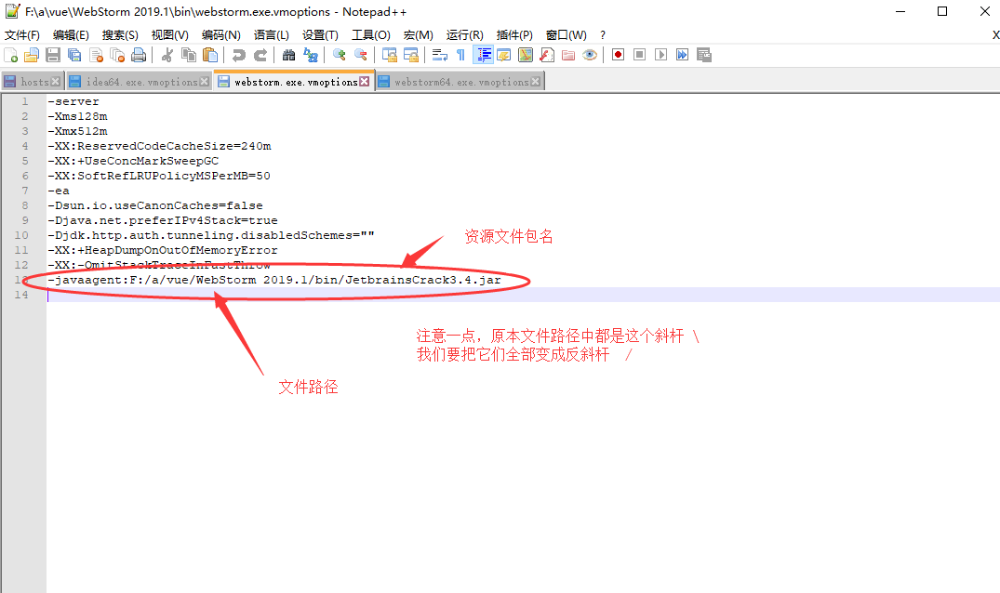 F:\a\vue\WebStorm 2019.1\bin\webstorm.exe.vmoptions - Notepad++
文件(F) 编辑(E) 搜索(S) 视图(V) 编码(N) 语言(L) 设置(T) 工具(O) 宏(M) 运行(R) 插件(P) 窗口(W) ? X
hosts idea64.exe.vmoptions webstorm.exe.vmoptions webstorm64.exe.vmoptions
1 -server
2 -Xms128m
3 -Xmx512m
4 -XX:ReservedCodeCacheSize=240m
5 -XX:+UseConcMarkSweepGC
6 -XX:SoftRefLRUPolicyMSPerMB=50
7 -ea
8 -Dsun.io.useCanonCaches=false
9 -Djava.net.preferIPv4Stack=true
10 -Djdk.http.auth.tunneling.disabledSchemes=""
资源文件包名
11 -XX:+HeapDumpOnOutOfMemoryError
12 -XX:-OmitStackTraceInFastThrow
13 -javaagent:F:/a/vue/WebStorm 2019.1/bin/JetbrainsCrack3.4.jar
14
注意一点，原本文件路径中都是这个斜杆 \
我们要把它们全部变成反斜杆 /
文件路径